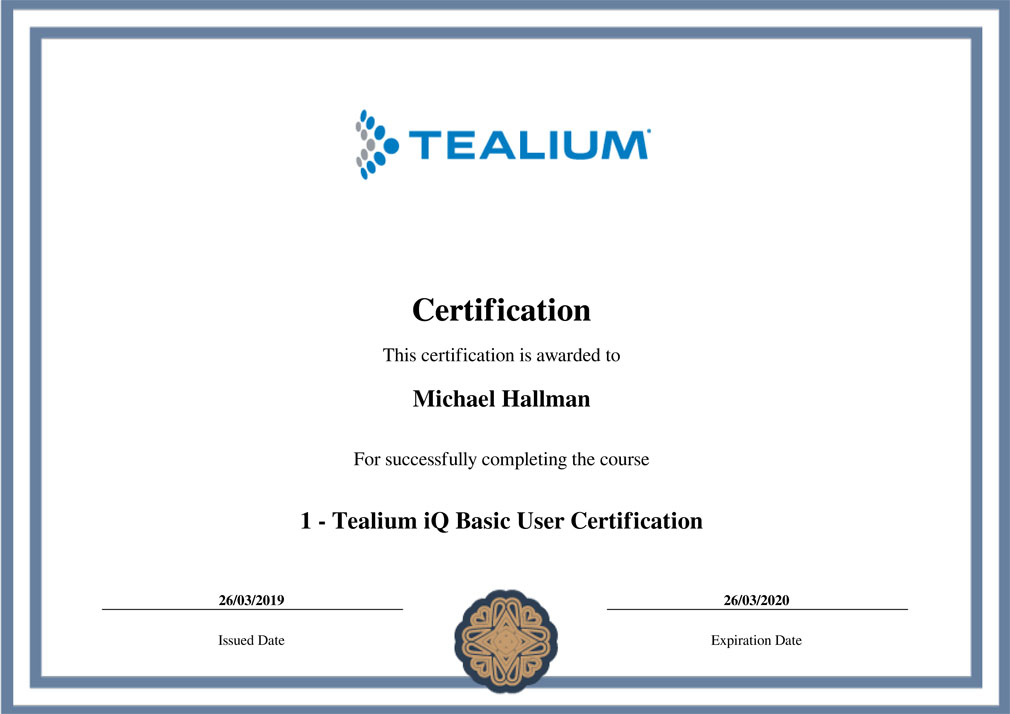 TEALIUM
Certification
This certification is awarded to
Michael Hallman
For successfully completing the course
1 - Tealium iQ Basic User Certification
26/03/2019
Issued Date
26/03/2020
Expiration Date